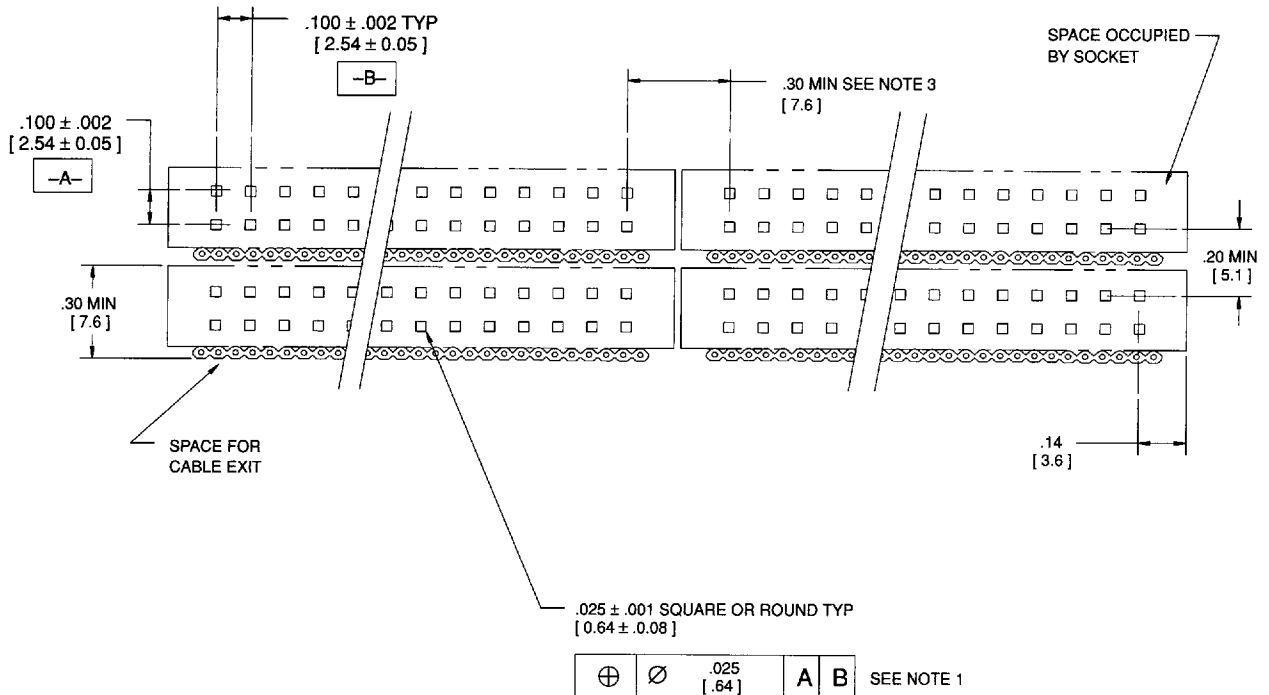 .100 ± .002 TYP
[ 2.54 ± 0.05 ]
–B–
SPACE OCCUPIED
BY SOCKET
.30 MIN SEE NOTE 3
[ 7.6 ]
.100 ± .002
[ 2.54 ± 0.05 ]
–A–
.20 MIN
[ 5.1 ]
.30 MIN
[ 7.6 ]
SPACE FOR
CABLE EXIT
.14
[ 3.6 ]
.025 ± .001 SQUARE OR ROUND TYP
[ 0.64 ± .0.08 ]
⌖ ∅ .025 A B SEE NOTE 1
[ .64 ]